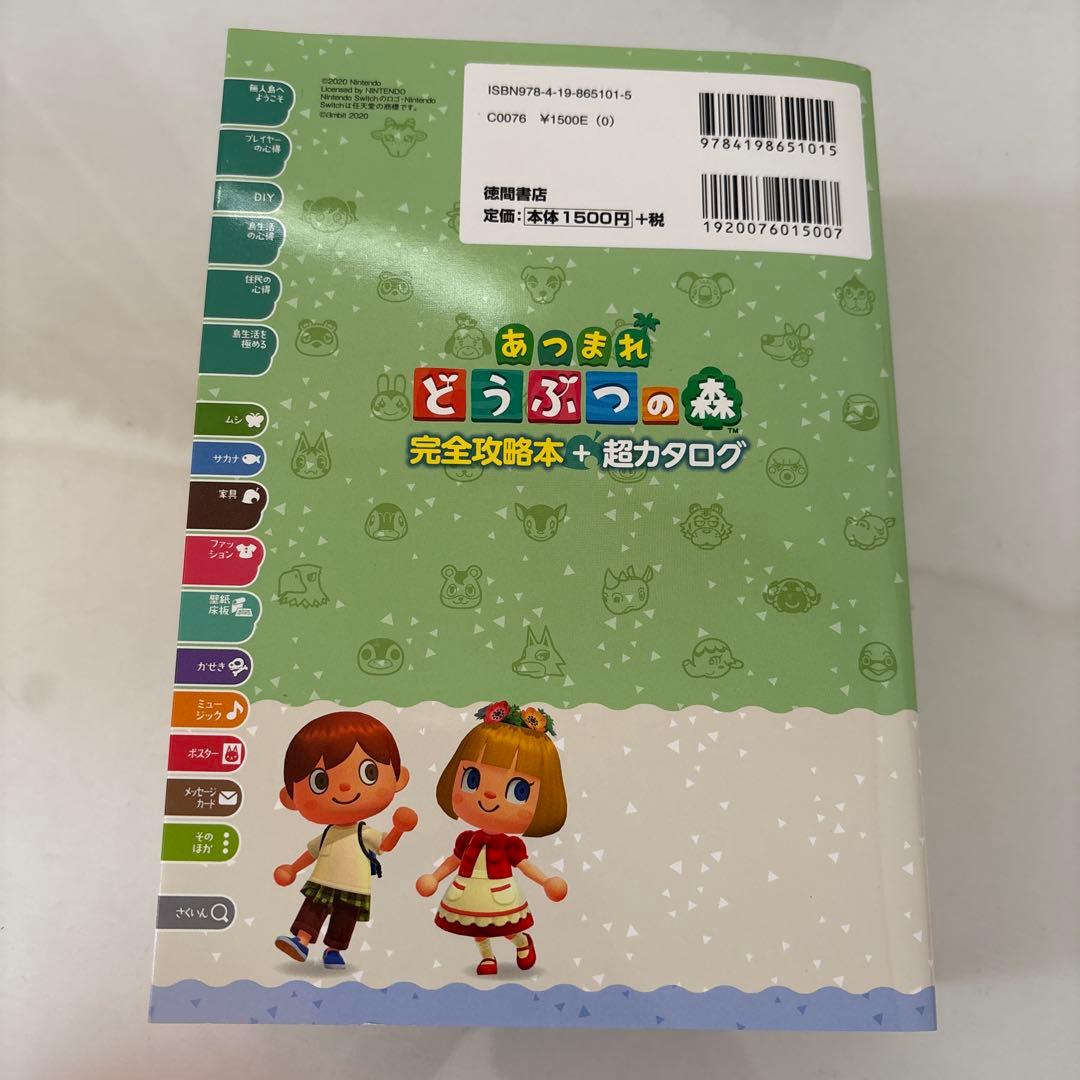 ©2020 Nintendo
Licensed by NINTENDO
Nintendo Switchのロゴ・Nintendo
Switchは任天堂の商標です。
©ambit 2020
ISBN978-4-19-865101-5
C0076 ¥1500E (0)
9784198651015
徳間書店
定価：本体1500円+税
1920076015007
無人島へ
ようこそ
プレイヤー
の心得
DIY
島生活
の心得
住民の
心得
島生活を
極める
ムシ
サカナ
家具
ファッ
ション
壁紙
床板
かせき
ミュー
ジック
ポスター
メッセージ
カード
その
ほか
さくいん
あつまれ
どうぶつの森
TM
完全攻略本+超カタログ